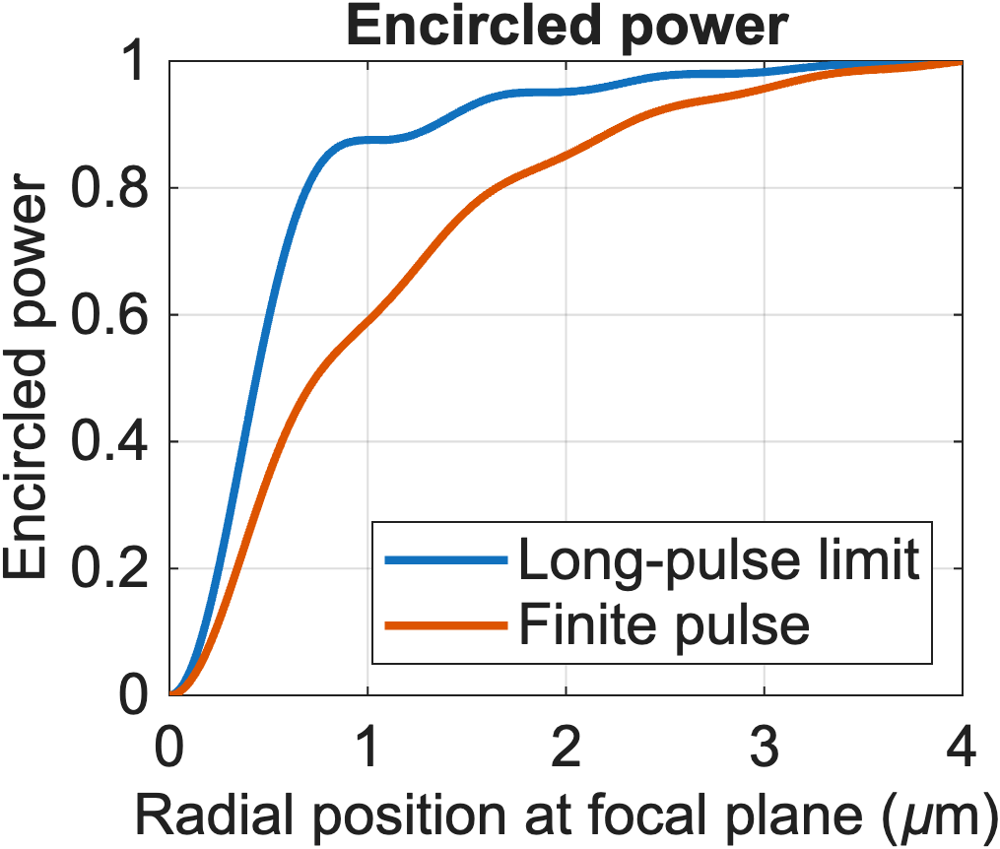 Encircled power
Encircled power
1
0.8
0.6
0.4
0.2
0
Long-pulse limit
Finite pulse
0 1 2 3 4
Radial position at focal plane (μm)